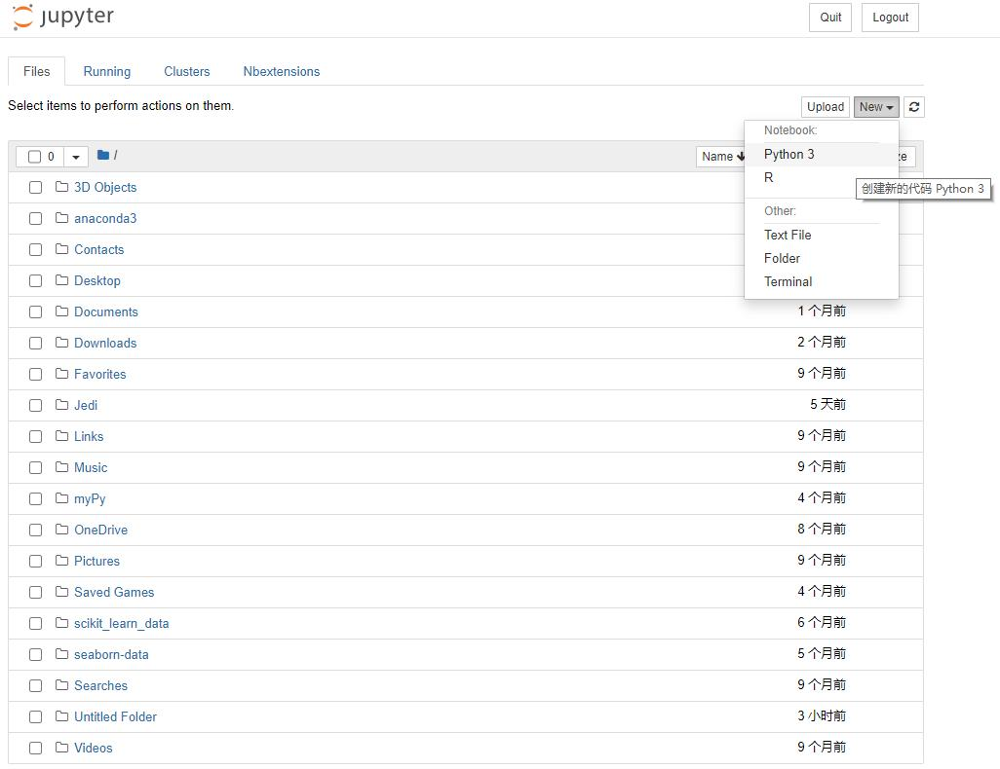 jupyter
Quit Logout
Files Running Clusters Nbextensions
Select items to perform actions on them.
Upload New
Notebook:
0 / Name
Python 3
R
创建新的代码 Python 3
Other:
Text File
Folder
Terminal
3D Objects
anaconda3
Contacts
Desktop
Documents 1 个月前
Downloads 2 个月前
Favorites 9 个月前
Jedi 5 天前
Links 9 个月前
Music 9 个月前
myPy 4 个月前
OneDrive 8 个月前
Pictures 9 个月前
Saved Games 4 个月前
scikit_learn_data 6 个月前
seaborn-data 5 个月前
Searches 9 个月前
Untitled Folder 3 小时前
Videos 9 个月前